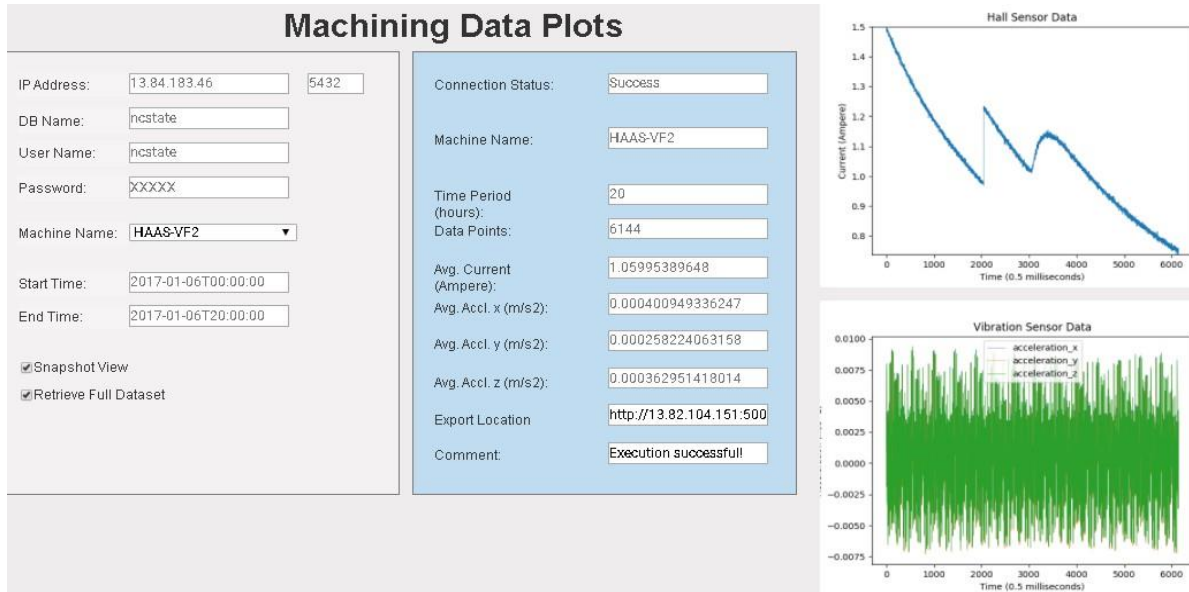 Machining Data Plots
IP Address: 13.84.183.46 5432
DB Name: ncstate
User Name: ncstate
Password: XXXXX
Machine Name: HAAS-VF2
Start Time: 2017-01-06T00:00:00
End Time: 2017-01-06T20:00:00
Snapshot View
Retrieve Full Dataset
Connection Status: Success
Machine Name: HAAS-VF2
Time Period
(hours): 20
Data Points: 6144
Avg. Current
(Ampere): 1.05995389648
Avg. Accl. x (m/s2): 0.000400949336247
Avg. Accl. y (m/s2): 0.000258224063158
Avg. Accl. z (m/s2): 0.000362951418014
Export Location http://13.82.104.151:500
Comment: Execution successful!
Hall Sensor Data
Current (Ampere)
1.5
1.4
1.3
1.2
1.1
1.0
0.9
0.8
0 1000 2000 3000 4000 5000 6000
Time (0.5 milliseconds)
Vibration Sensor Data
acceleration_x
acceleration_y
acceleration_z
0.0100
0.0075
0.0050
0.0025
0.0000
−0.0025
−0.0050
−0.0075
0 1000 2000 3000 4000 5000 6000
Time (0.5 milliseconds)